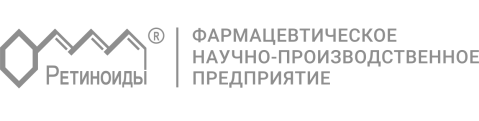 Ретиноиды®
ФАРМАЦЕВТИЧЕСКОЕ
НАУЧНО-ПРОИЗВОДСТВЕННОЕ
ПРЕДПРИЯТИЕ